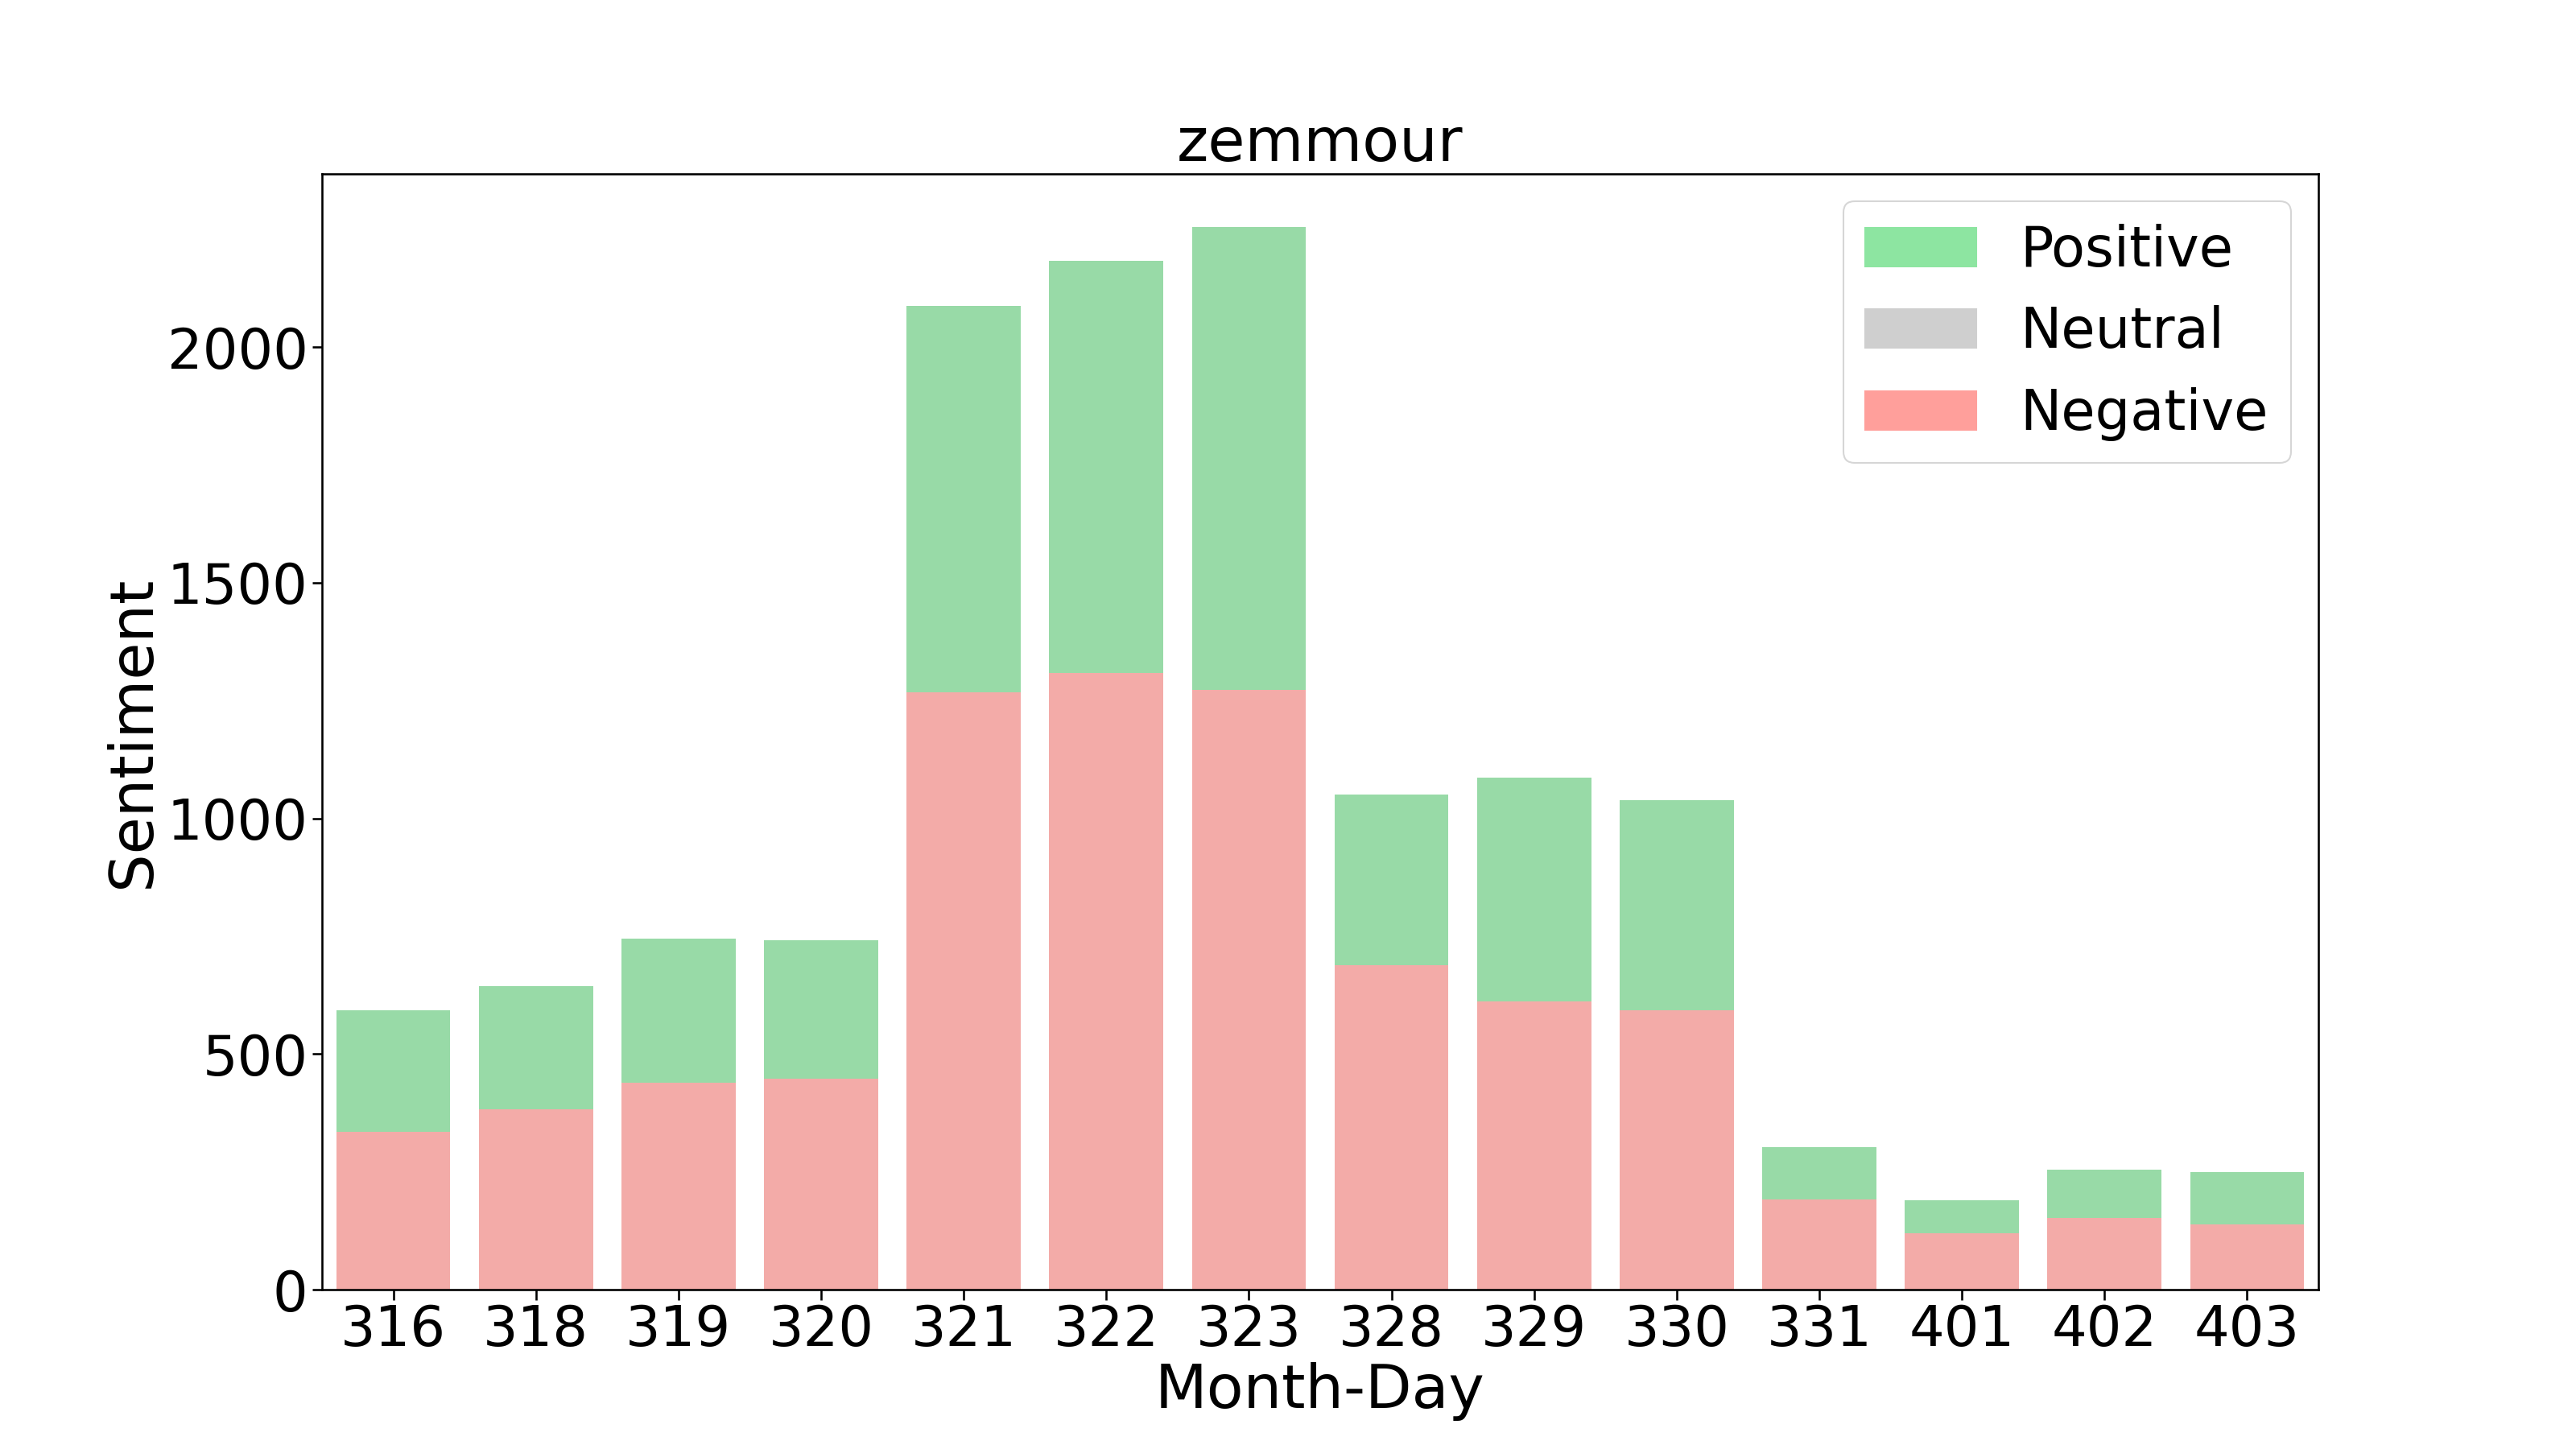 zemmour
Positive
Neutral
Negative
Sentiment
2000
1500
1000
500
0
316 318 319 320 321 322 323 328 329 330 331 401 402 403
Month-Day